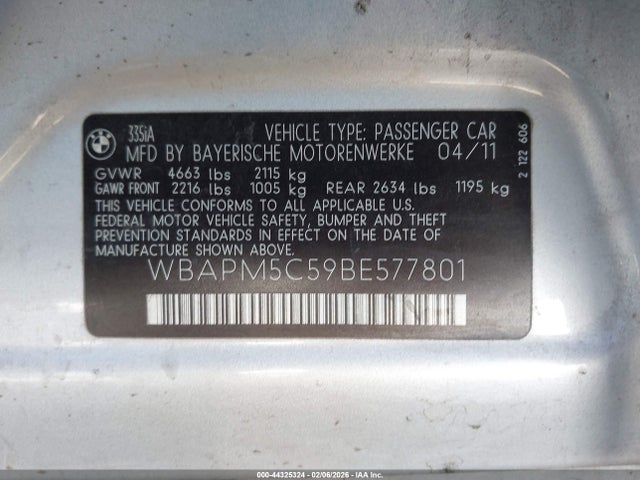 BMW
335iA VEHICLE TYPE: PASSENGER CAR
MFD BY BAYERISCHE MOTORENWERKE 04/11
GVWR 4663 lbs 2115 kg
GAWR FRONT 2216 lbs 1005 kg REAR 2634 lbs 1195 kg
THIS VEHICLE CONFORMS TO ALL APPLICABLE U.S.
FEDERAL MOTOR VEHICLE SAFETY, BUMPER AND THEFT
PREVENTION STANDARDS IN EFFECT ON THE DATE OF
MANUFACTURE SHOWN ABOVE.
WBAPM5C59BE577801
2 122 606
000-44325324 | 02/06/2026 | IAA Inc.